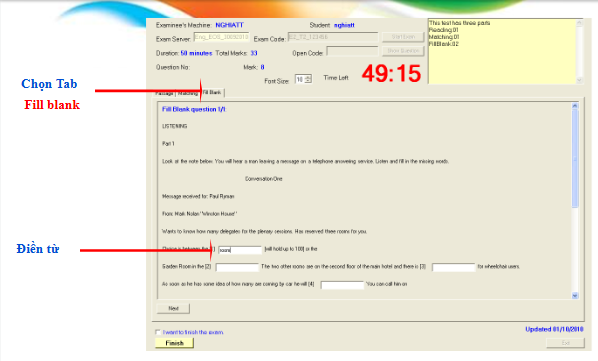 Examinee's Machine: NGHIATT Student: nghiatt
Exam Server: Eng_EOS_20092010 Exam Code: Start Exam
Duration: 50 minutes Total Marks: 33 Open Code: Show Question
Question No: Mark: 0
Font Size: 10 Time Left 49:15
This test has three parts
Reading:01
Matching:01
FillBlank:02
Chọn Tab
Fill blank
Passage Matching Fill Blank
Fill Blank question 1/1
LISTENING
Part 1
Look at the note below. You will hear a man leaving a message on a telephone answering service. Listen and fill in the missing words.
Conversation One
Message received for: Paul Ryman
From: Mark Nolan "Winston House"
Wants to know how many delegates for the plenary sessions. Has reserved three rooms for you.
Điền từ
Choice is between the [1] room (will hold up to 100) or the
Garden Room in the [2] The two other rooms are on the second floor of the main hotel and there is [3] for wheelchair users.
As soon as he has some idea of how many are coming by car he will [4] You can call him on
Next
I want to finish the exam.
Finish
Updated 01/10/2010
Exit